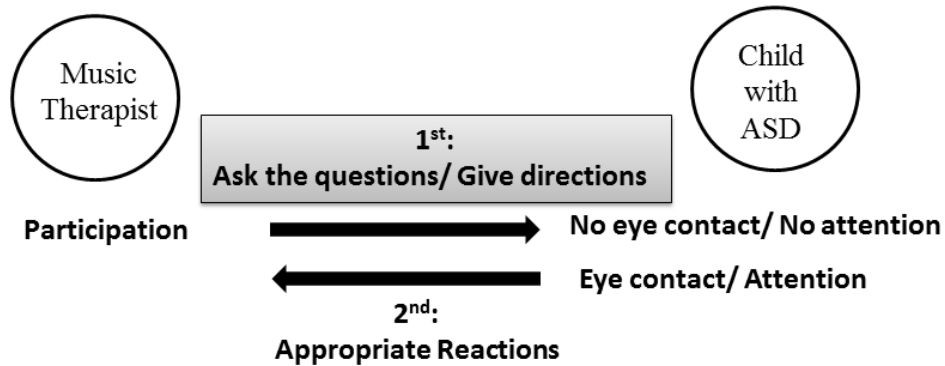 Music
Therapist
Child
with
ASD
1st:
Ask the questions/ Give directions
Participation
No eye contact/ No attention
Eye contact/ Attention
2nd:
Appropriate Reactions